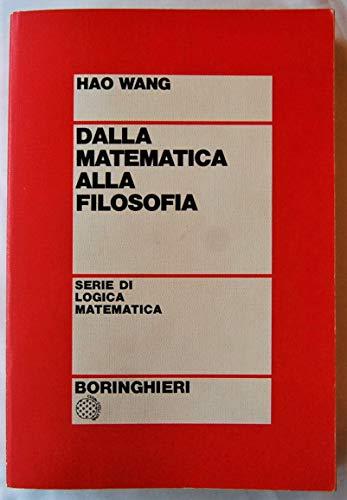 HAO WANG
DALLA
MATEMATICA
ALLA
FILOSOFIA
SERIE DI
LOGICA
MATEMATICA
BORINGHIERI